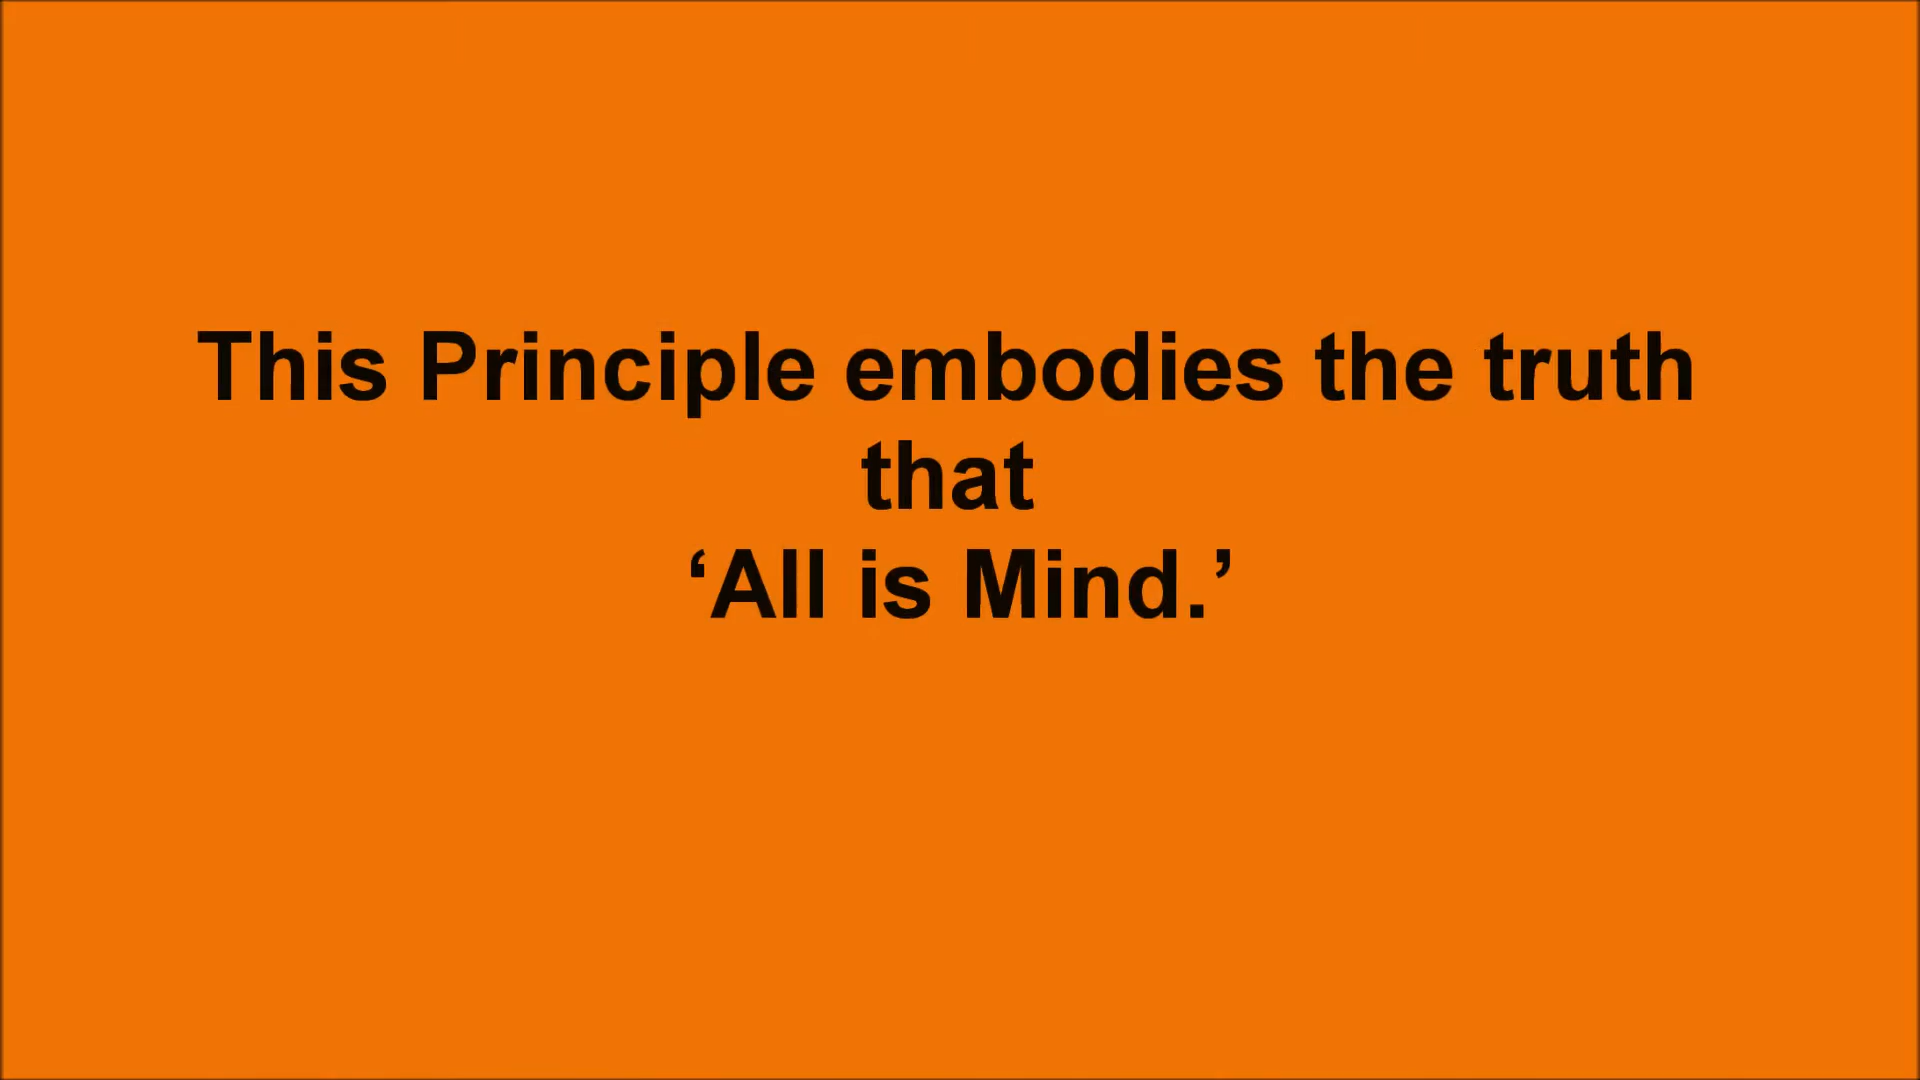 This Principle embodies the truth
that
‘All is Mind.’